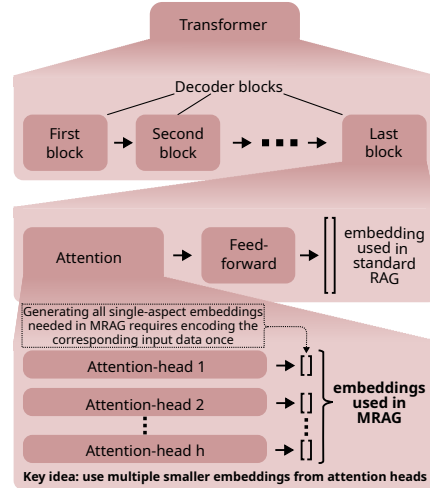 Transformer
Decoder blocks
First
block
Second
block
Last
block
Attention
Feed-
forward
embedding
used in
standard
RAG
Generating all single-aspect embeddings
needed in MRAG requires encoding the
corresponding input data once
Attention-head 1
Attention-head 2
Attention-head h
embeddings
used in
MRAG
Key idea: use multiple smaller embeddings from attention heads